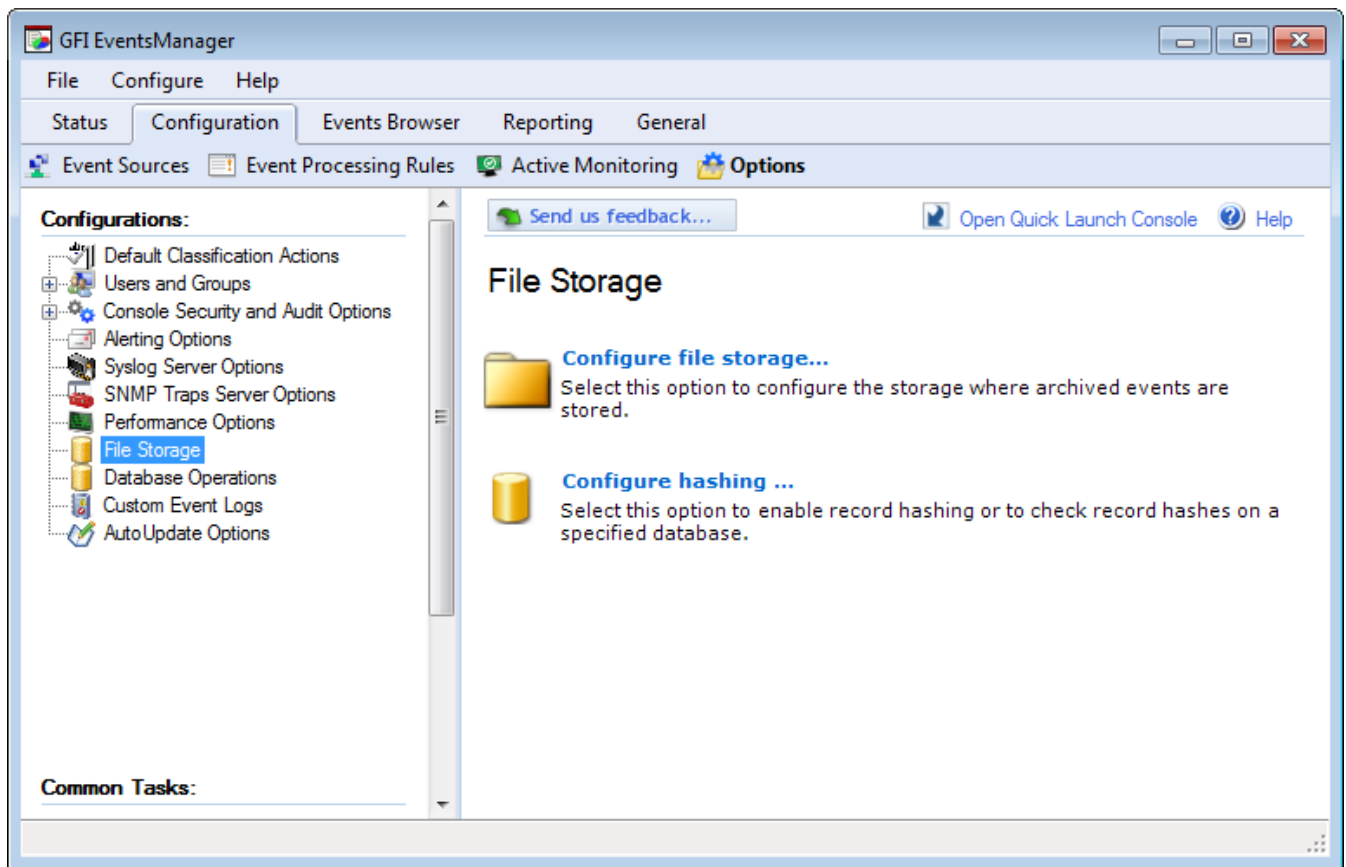 GFI EventsManager
File Configure Help
Status Configuration Events Browser Reporting General
Event Sources Event Processing Rules Active Monitoring Options
Configurations:
Default Classification Actions
Users and Groups
Console Security and Audit Options
Alerting Options
Syslog Server Options
SNMP Traps Server Options
Performance Options
File Storage
Database Operations
Custom Event Logs
AutoUpdate Options
Common Tasks:
Send us feedback...
Open Quick Launch Console Help
File Storage
Configure file storage...
Select this option to configure the storage where archived events are
stored.
Configure hashing ...
Select this option to enable record hashing or to check record hashes on a
specified database.